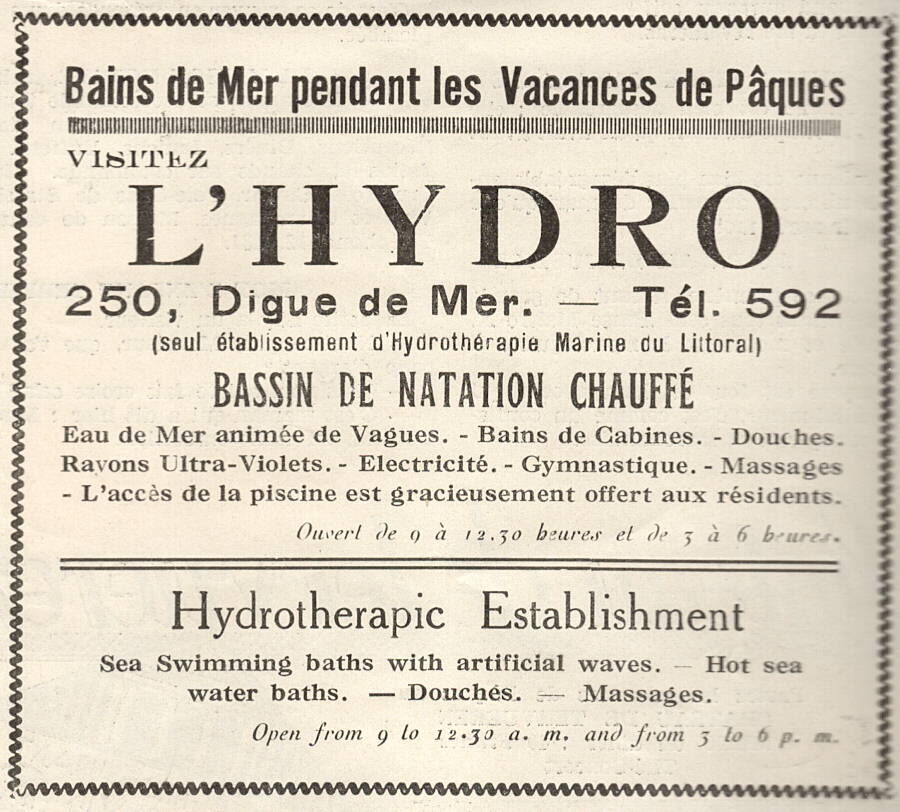 Bains de Mer pendant les Vacances de Pâques
VISITEZ
L'HYDRO
250, Digue de Mer. — Tél. 592
(seul établissement d'Hydrothérapie Marine du Littoral)
BASSIN DE NATATION CHAUFFÉ
Eau de Mer animée de Vagues. - Bains de Cabines. - Douches.
Rayons Ultra-Violets. - Electricité. - Gymnastique. - Massages
- L'accès de la piscine est gracieusement offert aux résidents.
Ouvert de 9 à 12.30 heures et de 3 à 6 heures.
Hydrotherapic Establishment
Sea Swimming baths with artificial waves. — Hot sea
water baths. — Douchés. — Massages.
Open from 9 to 12.30 a. m. and from 3 to 6 p. m.